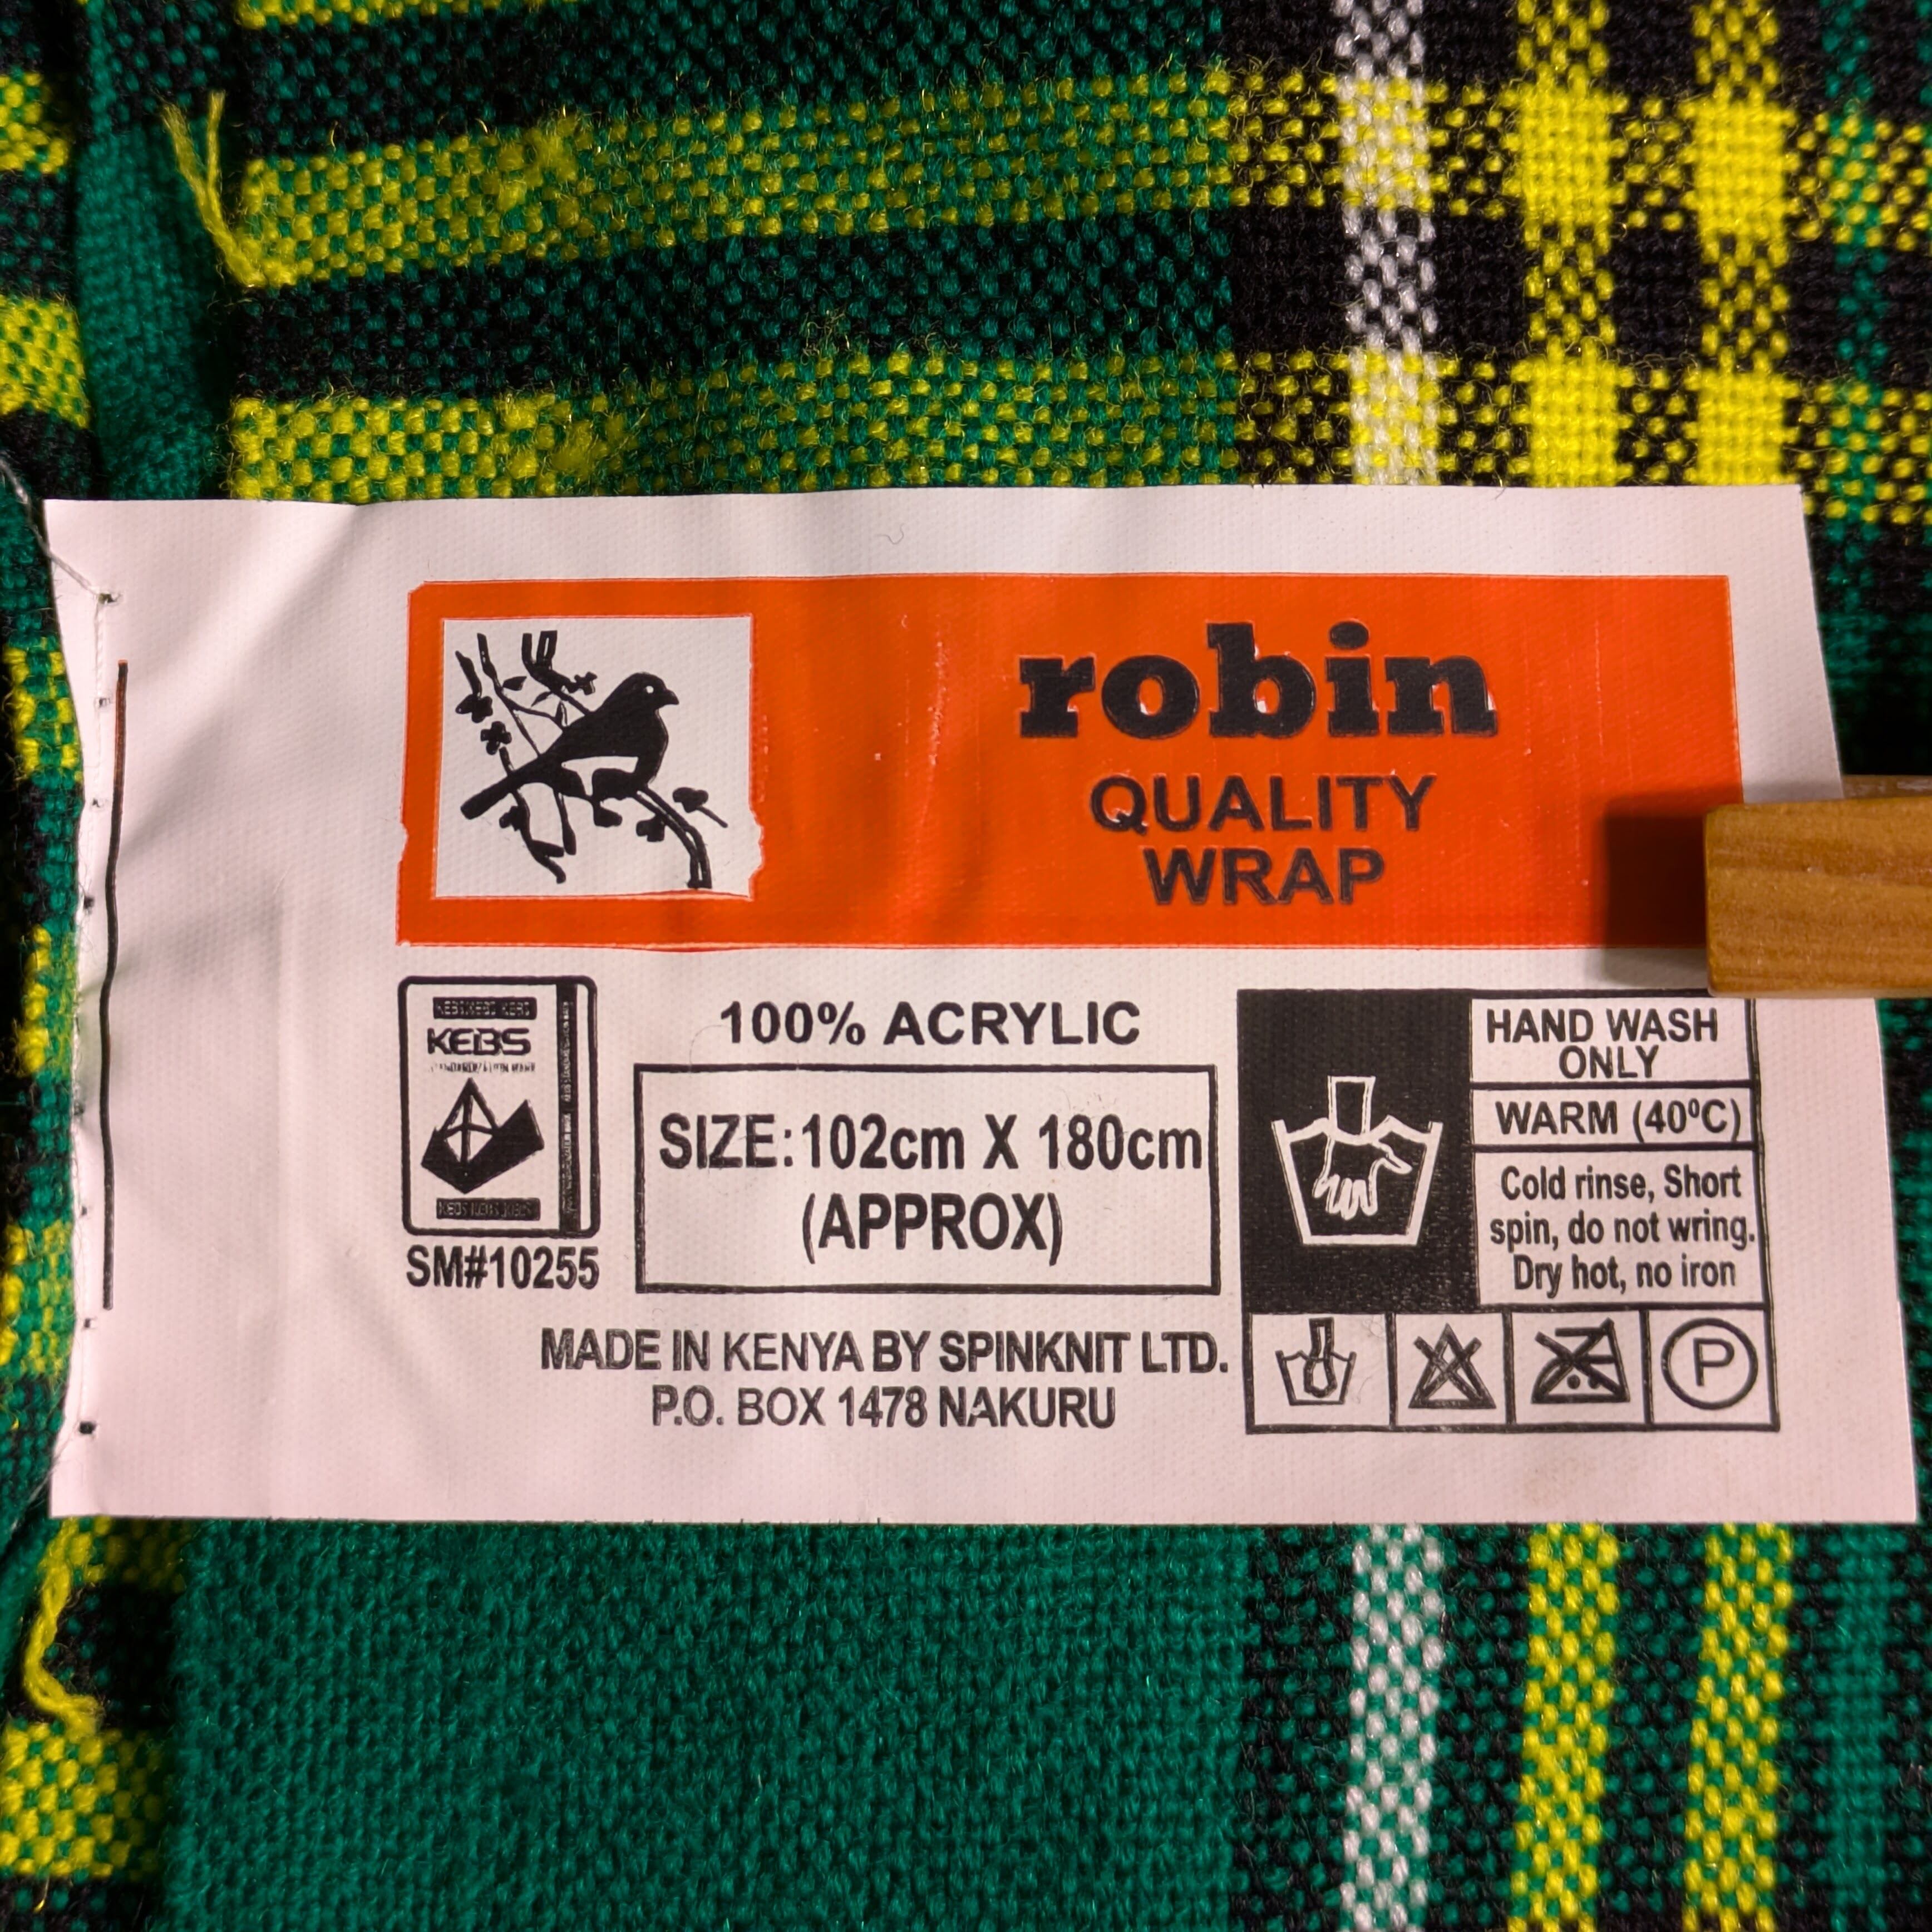 robin
QUALITY
WRAP
KEBS
SM#10255
100% ACRYLIC
SIZE:102cm X 180cm
(APPROX)
MADE IN KENYA BY SPINKNIT LTD.
P.O. BOX 1478 NAKURU
HAND WASH
ONLY
WARM (40ºC)
Cold rinse, Short
spin, do not wring.
Dry hot, no iron
P